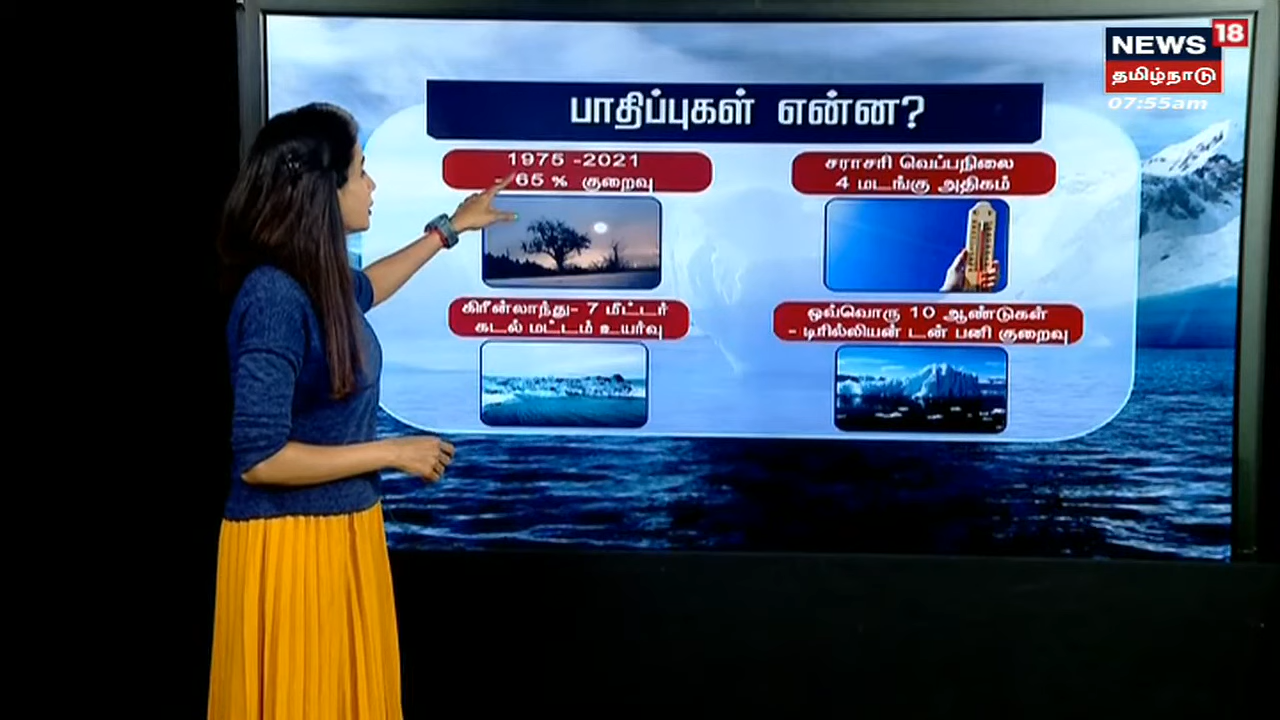 NEWS 18
தமிழ்நாடு
07:55am
பாதிப்புகள் என்ன?
1975 -2021
- 65 % குறைவு
சராசரி வெப்பநிலை
4 மடங்கு அதிகம்
கிரீன்லாந்து- 7 மீட்டர்
கடல் மட்டம் உயர்வு
ஒவ்வொரு 10 ஆண்டுகள்
- டிரில்லியன் டன் பனி குறைவு